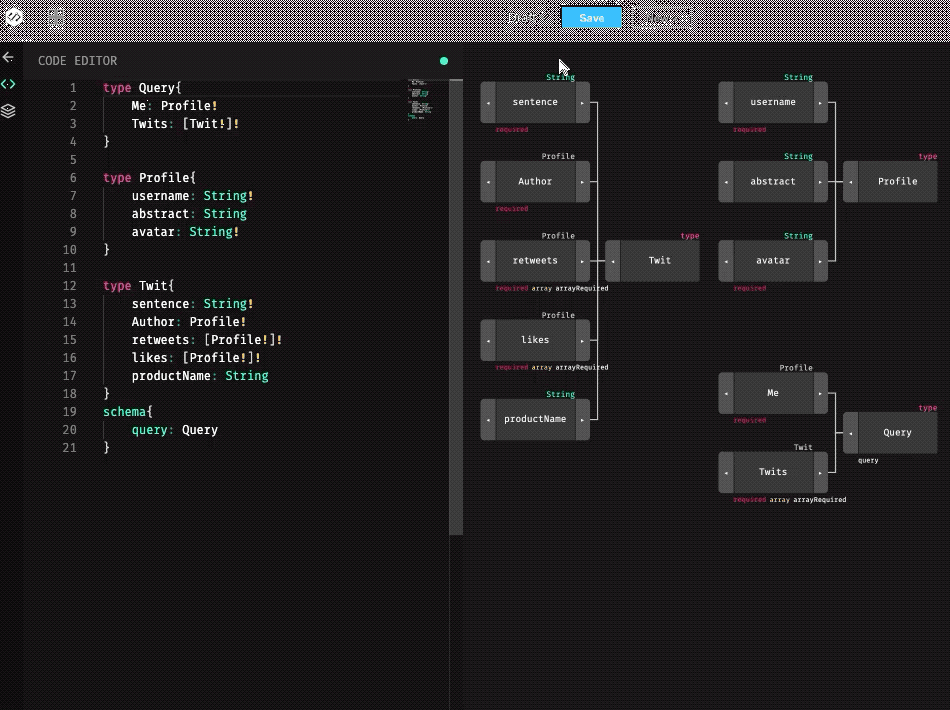 Save
CODE EDITOR
1 type Query{
2 Me: Profile!
3 Twits: [Twit!]!
4 }
5
6 type Profile{
7 username: String!
8 abstract: String
9 avatar: String!
10 }
11
12 type Twit{
13 sentence: String!
14 Author: Profile!
15 retweets: [Profile!]!
16 likes: [Profile!]!
17 productName: String
18 }
19 schema{
20 query: Query
21 }
String
sentence
required
Profile
Author
required
Profile
retweets
required array arrayRequired
type
Twit
Profile
likes
required array arrayRequired
String
productName
String
username
required
String
abstract
type
Profile
String
avatar
required
Profile
Me
required
type
Query
query
Twit
Twits
required array arrayRequired